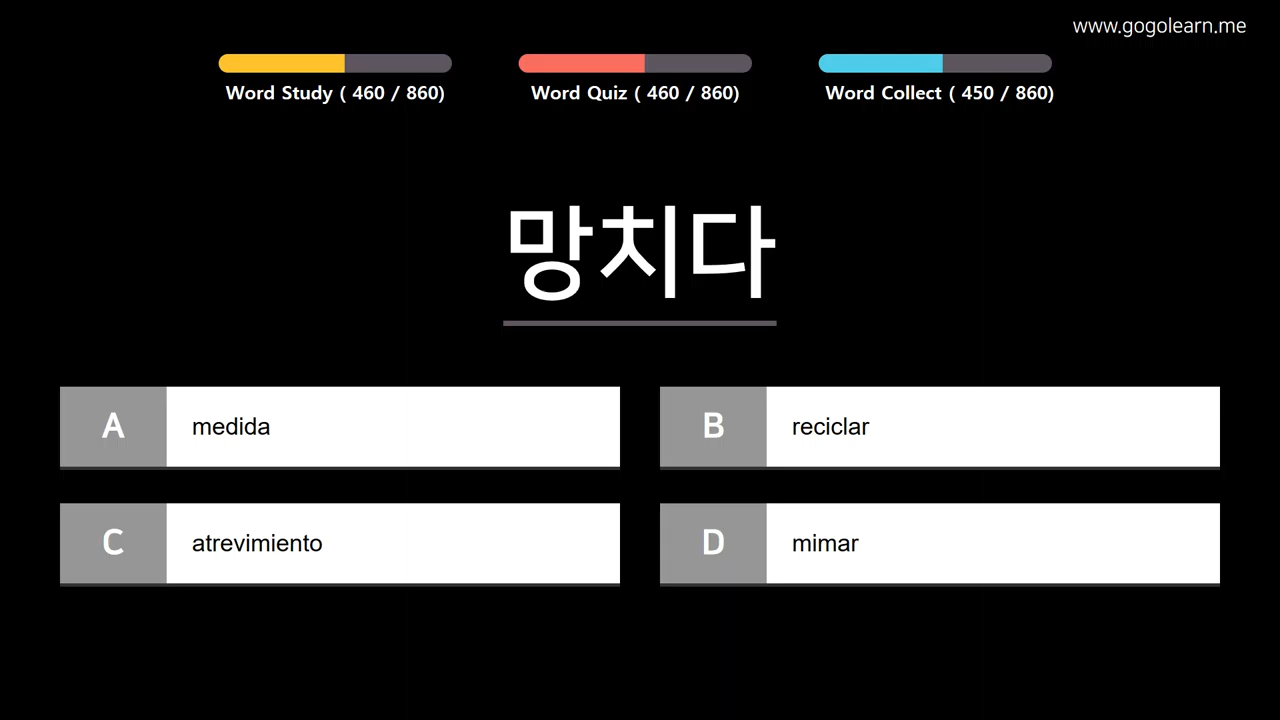 www.gogolearn.me
Word Study ( 460 / 860)
Word Quiz ( 460 / 860)
Word Collect ( 450 / 860)
망치다
A medida
B reciclar
C atrevimiento
D mimar